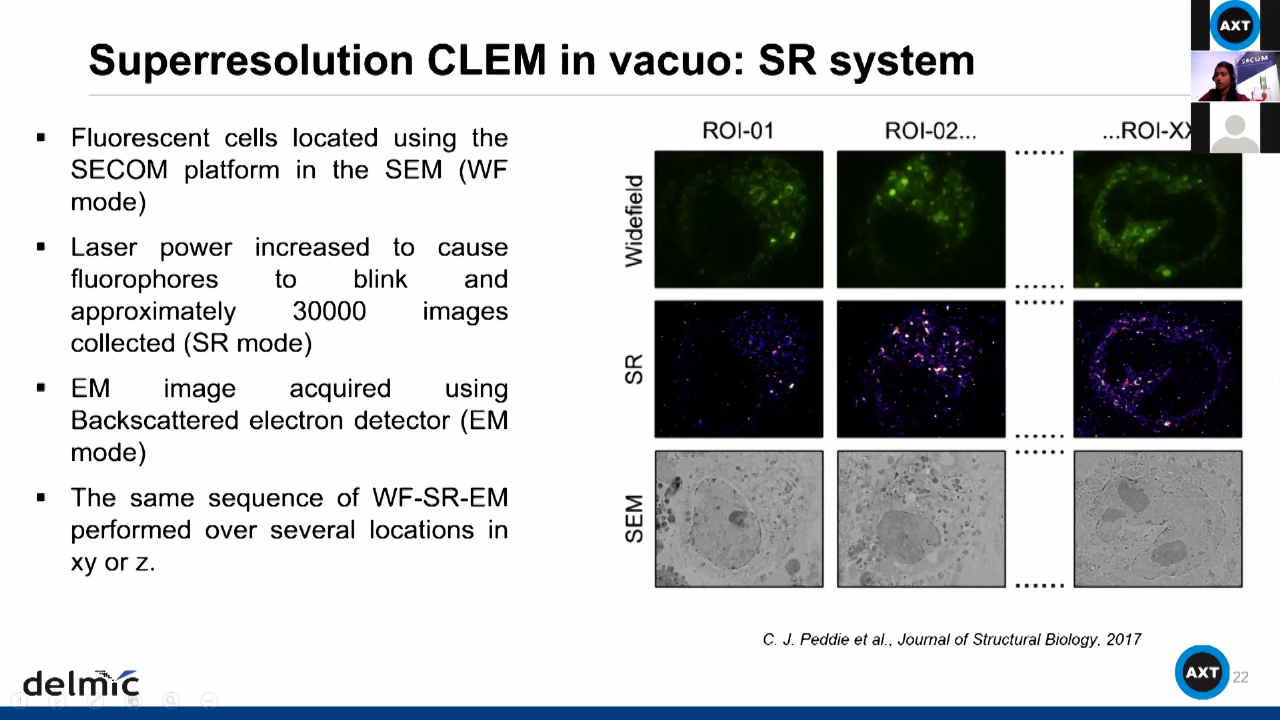 Superresolution CLEM in vacuo: SR system
AXT
SECOM
▪ Fluorescent cells located using the
SECOM platform in the SEM (WF
mode)
▪ Laser power increased to cause
fluorophores to blink and
approximately 30000 images
collected (SR mode)
▪ EM image acquired using
Backscattered electron detector (EM
mode)
▪ The same sequence of WF-SR-EM
performed over several locations in
xy or z.
ROI-01
ROI-02...
...ROI-XX
Widefield
SR
SEM
C. J. Peddie et al., Journal of Structural Biology, 2017
delmic
AXT
22